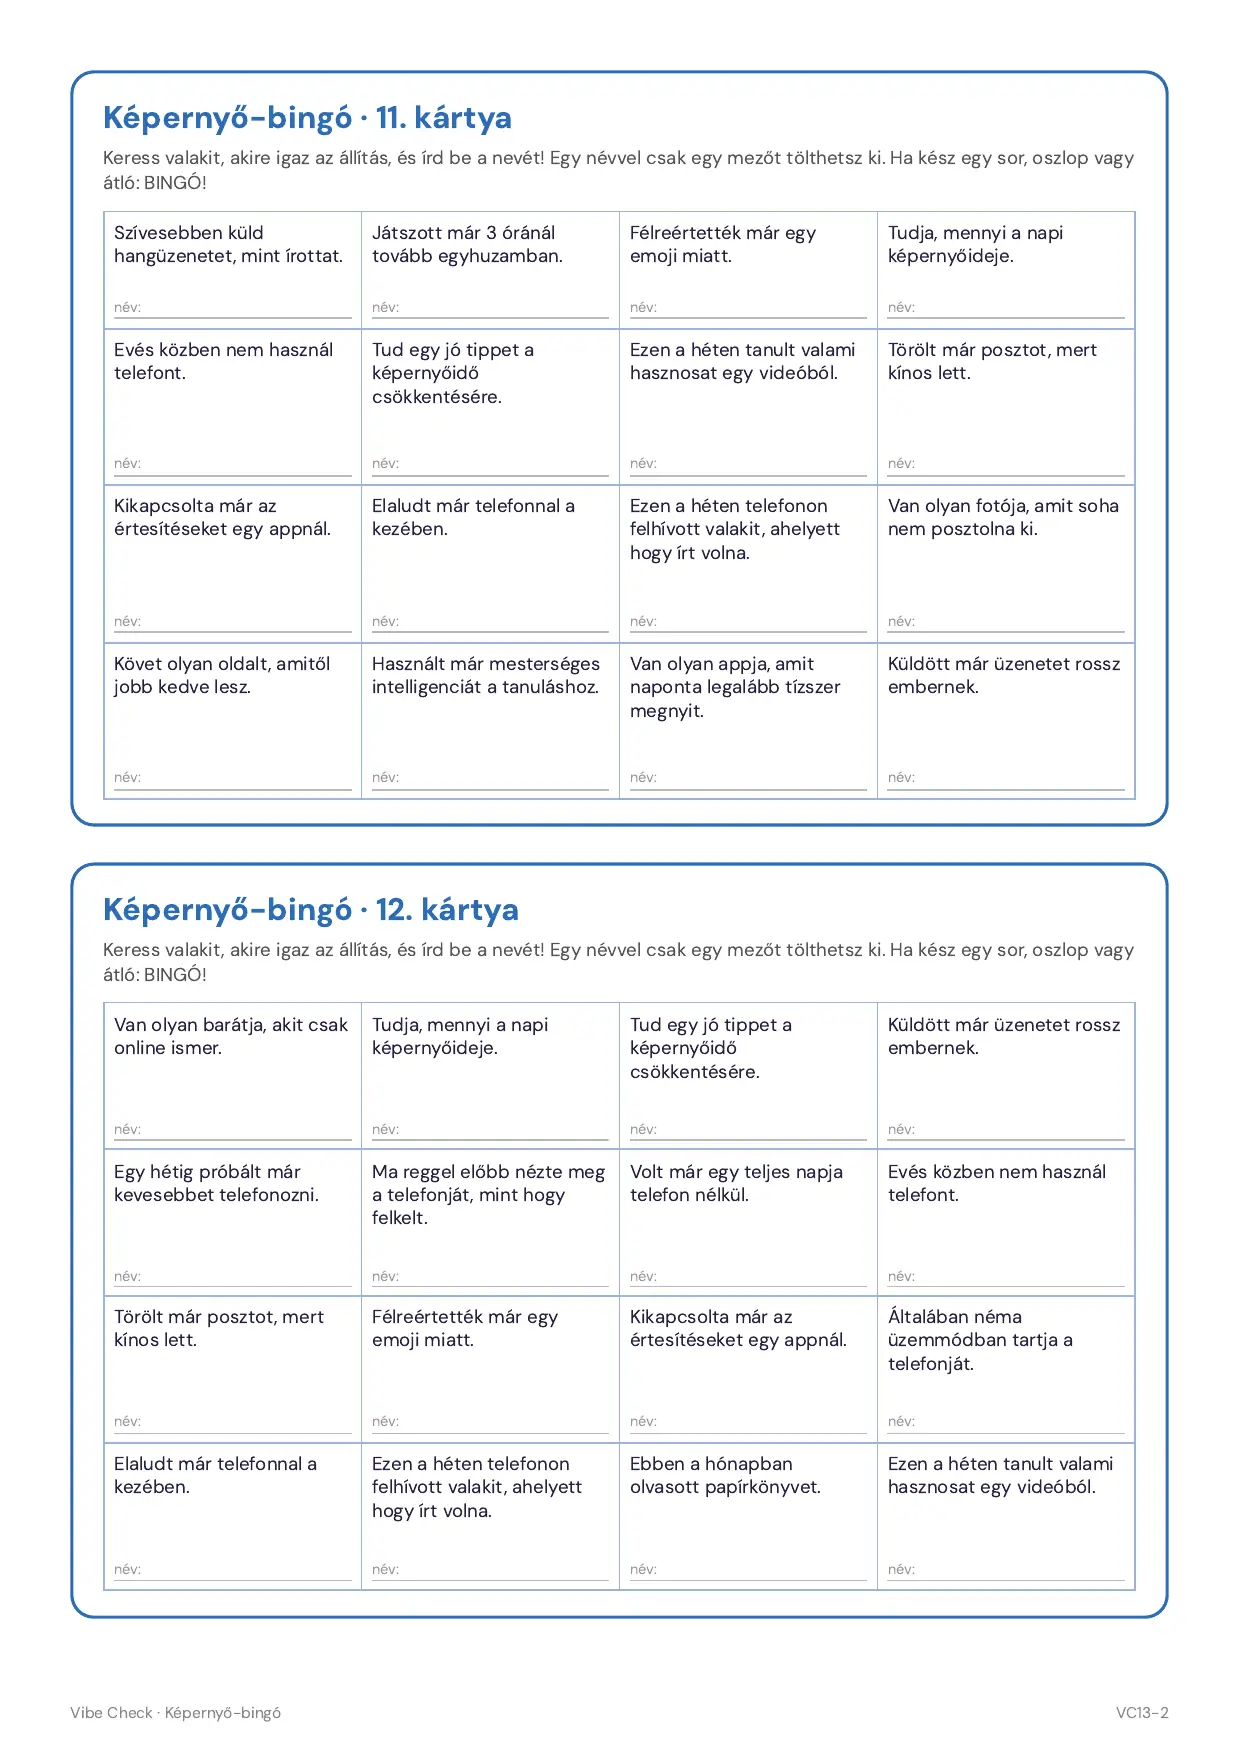 Képernyő-bingó · 11. kártya
Keress valakit, akire igaz az állítás, és írd be a nevét! Egy névvel csak egy mezőt tölthetsz ki. Ha kész egy sor, oszlop vagy
átló: BINGÓ!
Szívesebben küld
hangüzenetet, mint írottat.
név:
Játszott már 3 óránál
tovább egyhuzamban.
név:
Félreértették már egy
emoji miatt.
név:
Tudja, mennyi a napi
képernyőideje.
név:
Evés közben nem használ
telefont.
név:
Tud egy jó tippet a
képernyőidő
csökkentésére.
név:
Ezen a héten tanult valami
hasznosat egy videóból.
név:
Törölt már posztot, mert
kínos lett.
név:
Kikapcsolta már az
értesítéseket egy appnál.
név:
Elaludt már telefonnal a
kezében.
név:
Ezen a héten telefonon
felhívott valakit, ahelyett
hogy írt volna.
név:
Van olyan fotója, amit soha
nem posztolna ki.
név:
Követ olyan oldalt, amitől
jobb kedve lesz.
név:
Használt már mesterséges
intelligenciát a tanuláshoz.
név:
Van olyan appja, amit
naponta legalább tízszer
megnyit.
név:
Küldött már üzenetet rossz
embernek.
név:
Képernyő-bingó · 12. kártya
Keress valakit, akire igaz az állítás, és írd be a nevét! Egy névvel csak egy mezőt tölthetsz ki. Ha kész egy sor, oszlop vagy
átló: BINGÓ!
Van olyan barátja, akit csak
online ismer.
név:
Tudja, mennyi a napi
képernyőideje.
név:
Tud egy jó tippet a
képernyőidő
csökkentésére.
név:
Küldött már üzenetet rossz
embernek.
név:
Egy hétig próbált már
kevesebbet telefonozni.
név:
Ma reggel előbb nézte meg
a telefonját, mint hogy
felkelt.
név:
Volt már egy teljes napja
telefon nélkül.
név:
Evés közben nem használ
telefont.
név:
Törölt már posztot, mert
kínos lett.
név:
Félreértették már egy
emoji miatt.
név:
Kikapcsolta már az
értesítéseket egy appnál.
név:
Általában néma
üzemmódban tartja a
telefonját.
név:
Elaludt már telefonnal a
kezében.
név:
Ezen a héten telefonon
felhívott valakit, ahelyett
hogy írt volna.
név:
Ebben a hónapban
olvasott papírkönyvet.
név:
Ezen a héten tanult valami
hasznosat egy videóból.
név:
Vibe Check · Képernyő-bingó
VC13-2